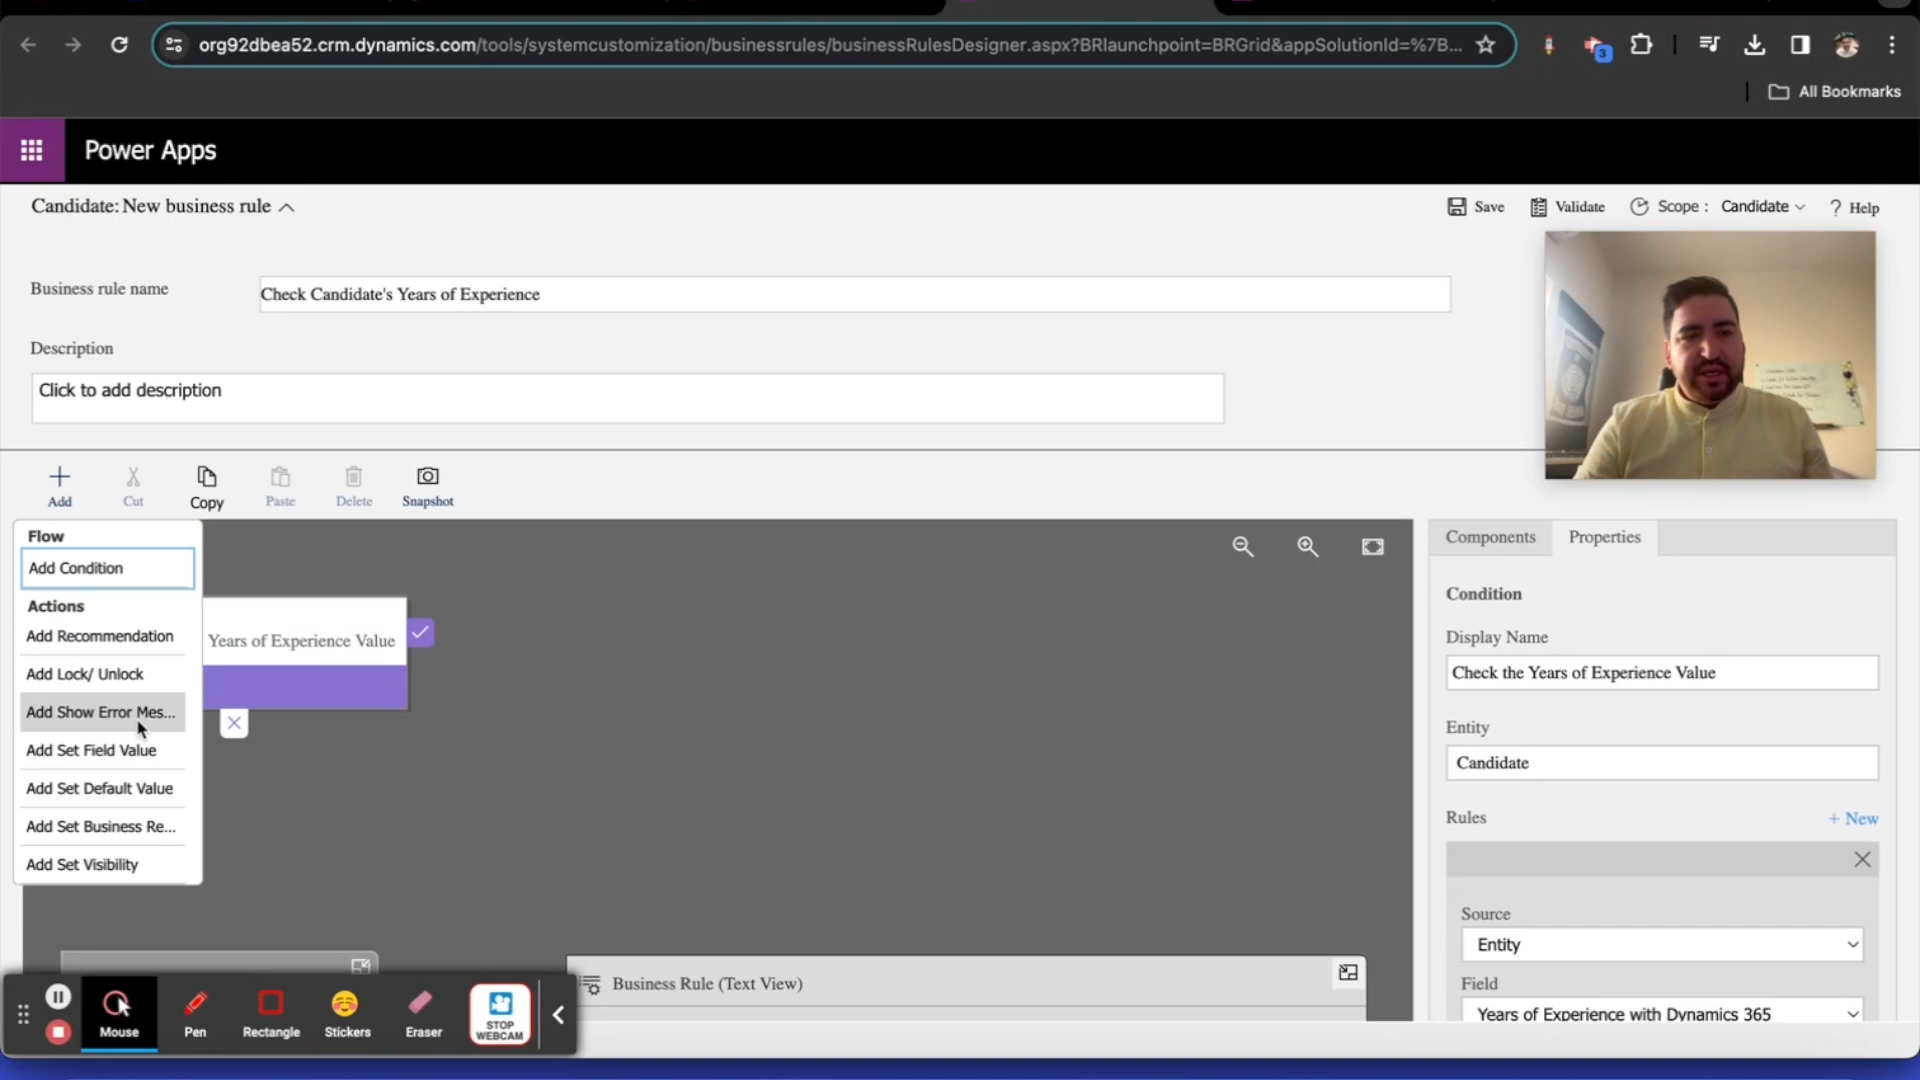 org92dbea52.crm.dynamics.com/tools/systemcustomization/businessrules/businessRulesDesigner.aspx?BRlaunchpoint=BRGrid&appSolutionId=%7B...
3
All Bookmarks
Power Apps
Candidate: New business rule
Save
Validate
Scope : Candidate
? Help
Business rule name
Check Candidate's Years of Experience
Description
Click to add description
Add
Cut
Copy
Paste
Delete
Snapshot
Flow
Add Condition
Actions
Add Recommendation
Add Lock/ Unlock
Add Show Error Mes...
Add Set Field Value
Add Set Default Value
Add Set Business Re...
Add Set Visibility
Years of Experience Value
Components
Properties
Condition
Display Name
Check the Years of Experience Value
Entity
Candidate
Rules
+ New
Source
Entity
Field
Years of Experience with Dynamics 365
Business Rule (Text View)
Mouse
Pen
Rectangle
Stickers
Eraser
STOP
WEBCAM